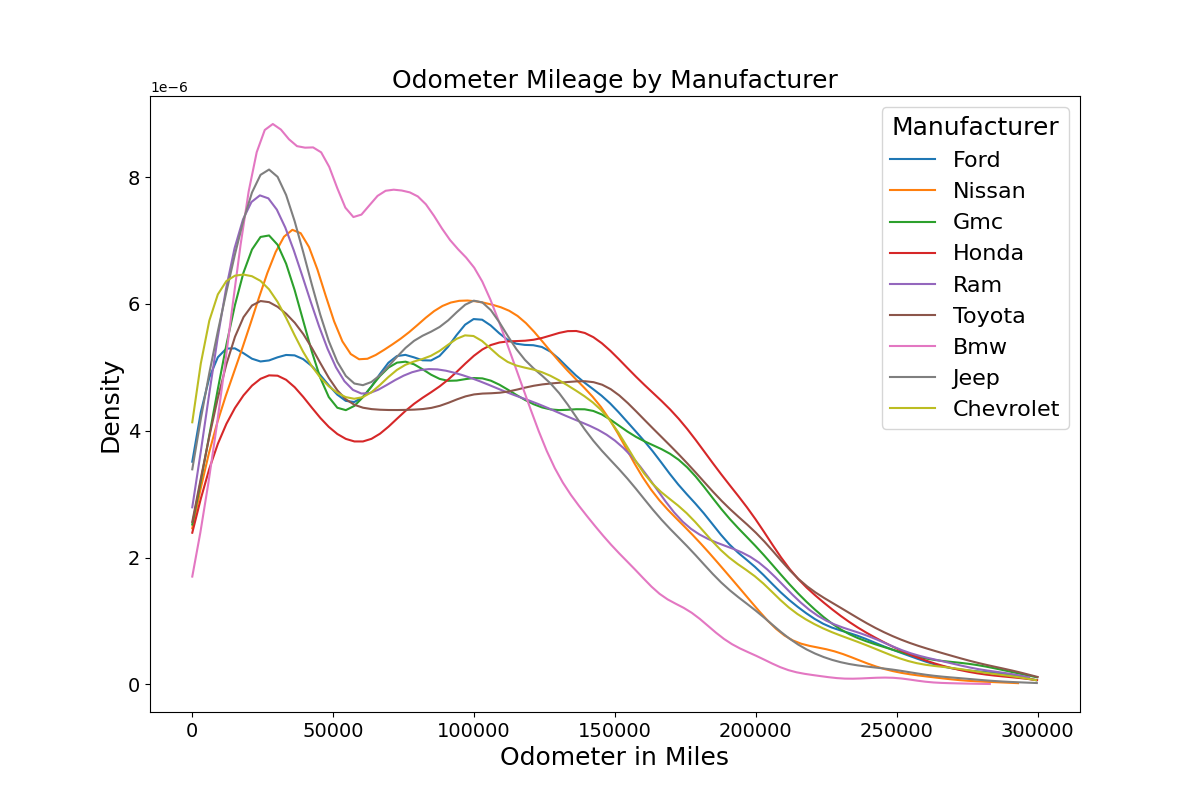 Odometer Mileage by Manufacturer
1e−6
Manufacturer
Ford
Nissan
Gmc
Honda
Ram
Toyota
Bmw
Jeep
Chevrolet
Density
8
6
4
2
0
0 50000 100000 150000 200000 250000 300000
Odometer in Miles